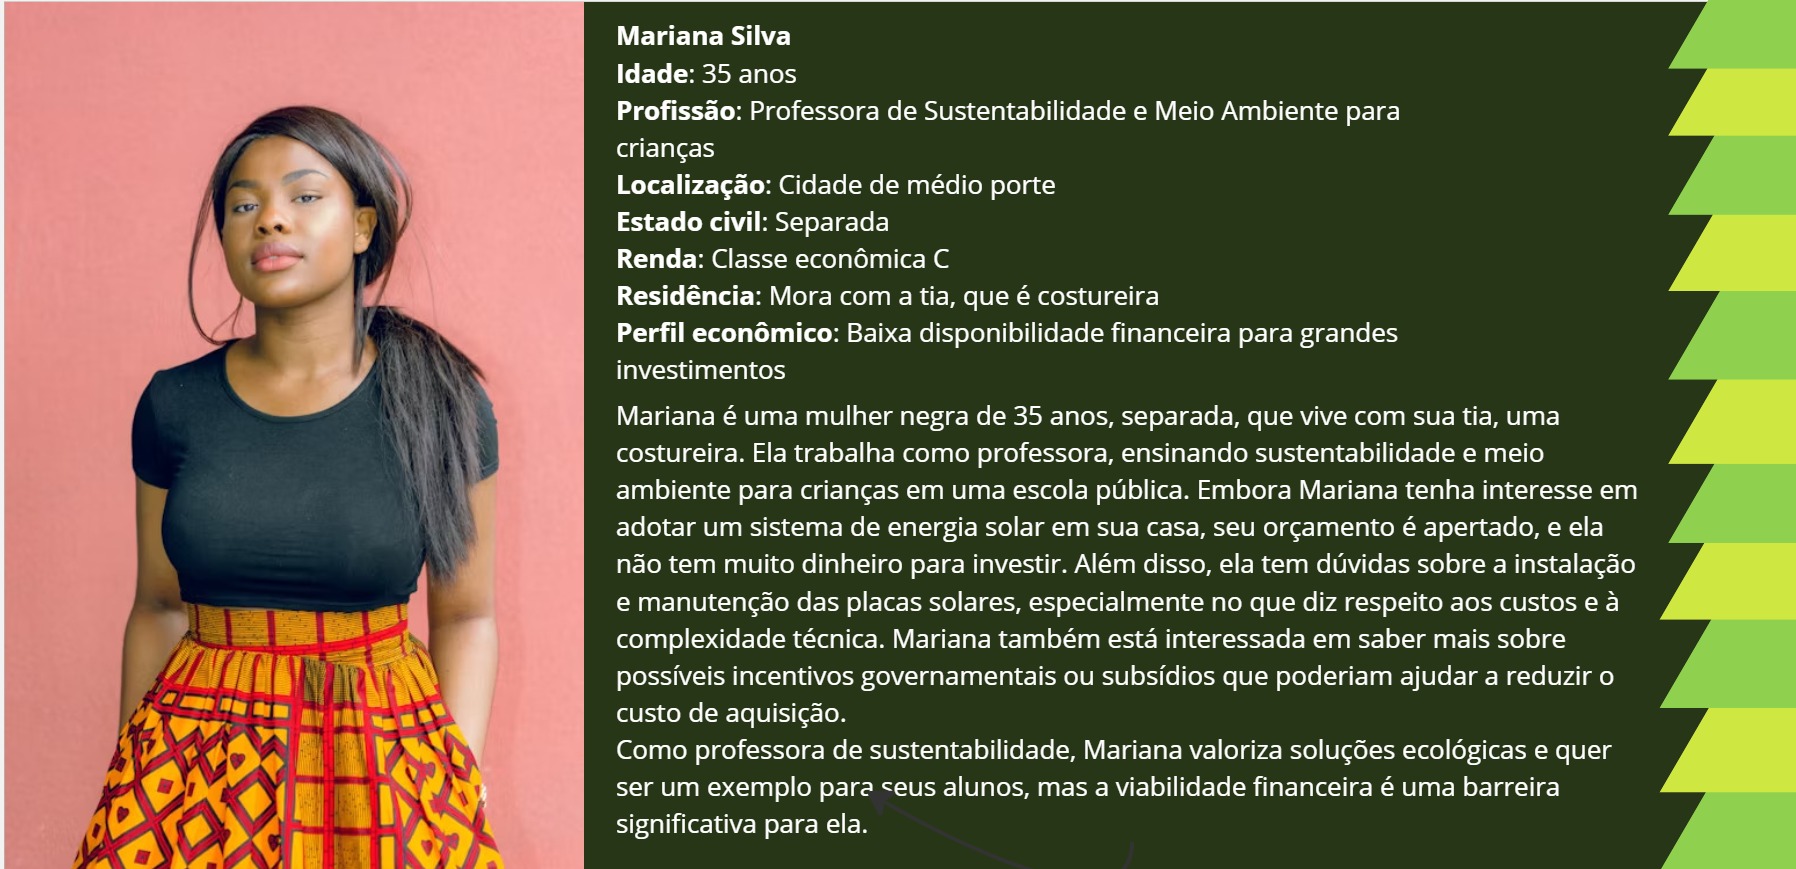 Mariana Silva
Idade: 35 anos
Profissão: Professora de Sustentabilidade e Meio Ambiente para
crianças
Localização: Cidade de médio porte
Estado civil: Separada
Renda: Classe econômica C
Residência: Mora com a tia, que é costureira
Perfil econômico: Baixa disponibilidade financeira para grandes
investimentos
Mariana é uma mulher negra de 35 anos, separada, que vive com sua tia, uma
costureira. Ela trabalha como professora, ensinando sustentabilidade e meio
ambiente para crianças em uma escola pública. Embora Mariana tenha interesse em
adotar um sistema de energia solar em sua casa, seu orçamento é apertado, e ela
não tem muito dinheiro para investir. Além disso, ela tem dúvidas sobre a instalação
e manutenção das placas solares, especialmente no que diz respeito aos custos e à
complexidade técnica. Mariana também está interessada em saber mais sobre
possíveis incentivos governamentais ou subsídios que poderiam ajudar a reduzir o
custo de aquisição.
Como professora de sustentabilidade, Mariana valoriza soluções ecológicas e quer
ser um exemplo para seus alunos, mas a viabilidade financeira é uma barreira
significativa para ela.